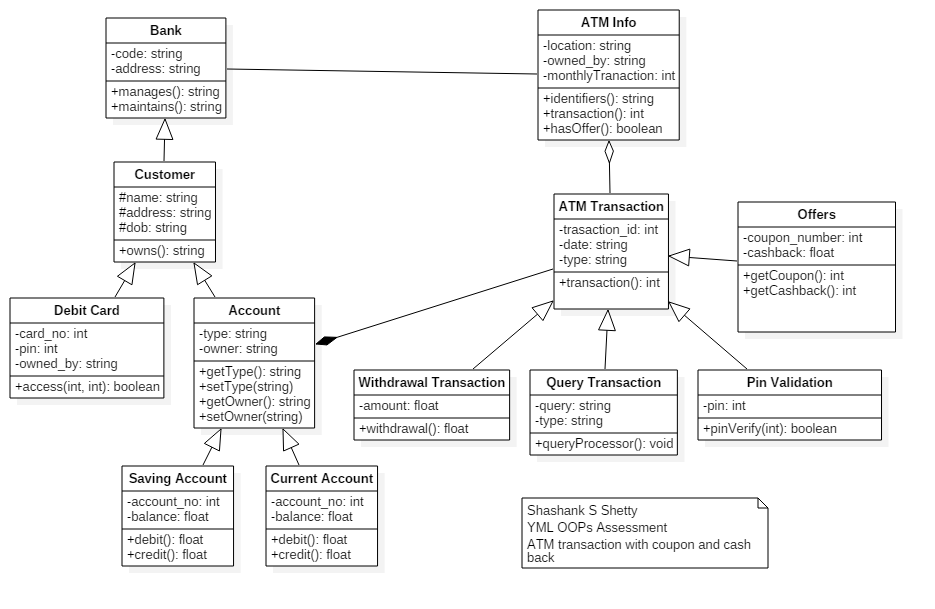 Bank
-code: string
-address: string
+manages(): string
+maintains(): string
ATM Info
-location: string
-owned_by: string
-monthlyTranaction: int
+identifiers(): string
+transaction(): int
+hasOffer(): boolean
Customer
#name: string
#address: string
#dob: string
+owns(): string
ATM Transaction
-trasaction_id: int
-date: string
-type: string
+transaction(): int
Offers
-coupon_number: int
-cashback: float
+getCoupon(): int
+getCashback(): int
Debit Card
-card_no: int
-pin: int
-owned_by: string
+access(int, int): boolean
Account
-type: string
-owner: string
+getType(): string
+setType(string)
+getOwner(): string
+setOwner(string)
Withdrawal Transaction
-amount: float
+withdrawal(): float
Query Transaction
-query: string
-type: string
+queryProcessor(): void
Pin Validation
-pin: int
+pinVerify(int): boolean
Saving Account
-account_no: int
-balance: float
+debit(): float
+credit(): float
Current Account
-account_no: int
-balance: float
+debit(): float
+credit(): float
Shashank S Shetty
YML OOPs Assessment
ATM transaction with coupon and cash
back